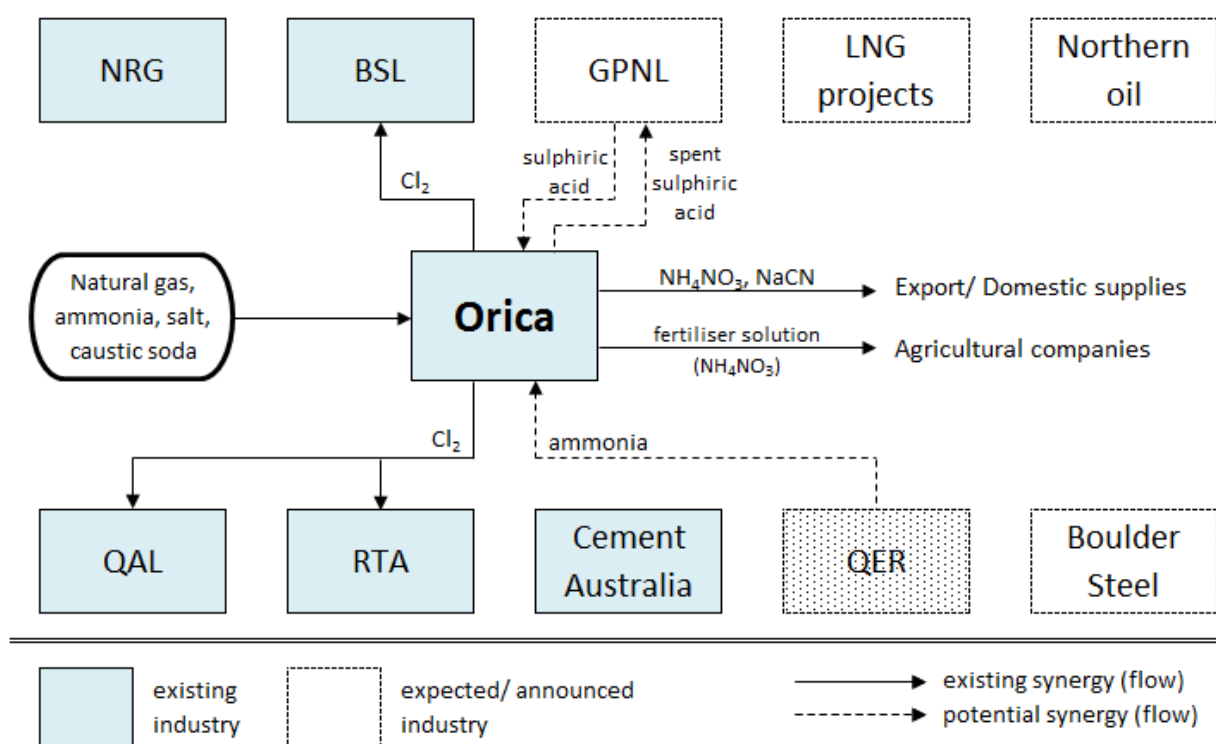 NRG
BSL
GPNL
LNG
projects
Northern
oil
Cl₂
sulphiric
acid
spent
sulphiric
acid
Natural gas,
ammonia, salt,
caustic soda
Orica
NH₄NO₃, NaCN
Export/ Domestic supplies
fertiliser solution
(NH₄NO₃)
Agricultural companies
Cl₂
ammonia
QAL
RTA
Cement
Australia
QER
Boulder
Steel
existing
industry
expected/ announced
industry
existing synergy (flow)
potential synergy (flow)